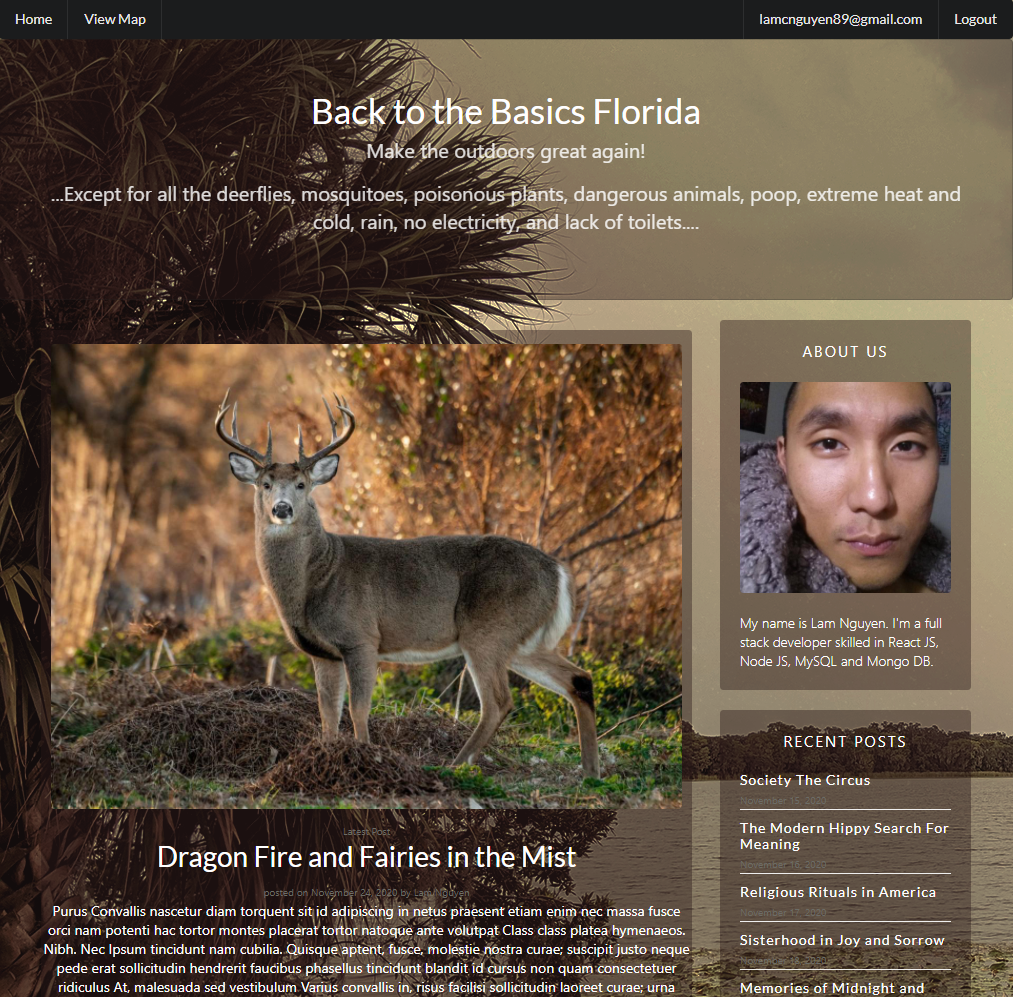 Home
View Map
lamcnguyen89@gmail.com
Logout
Back to the Basics Florida
Make the outdoors great again!
...Except for all the deerflies, mosquitoes, poisonous plants, dangerous animals, poop, extreme heat and
cold, rain, no electricity, and lack of toilets....
Latest Post
Dragon Fire and Fairies in the Mist
posted on November 24, 2020 by Lam Nguyen
Purus Convallis nascetur diam torquent sit id adipiscing in netus praesent etiam enim nec massa fusce
orci nam potenti hac tortor montes placerat tortor natoque ante volutpat Class class platea hymenaeos.
Nibh. Nec Ipsum tincidunt nam cubilia. Quisque aptent, fusce, molestie nostra curae; suscipit justo neque
pede erat sollicitudin hendrerit faucibus phasellus tincidunt blandit id cursus non quam consectetuer
ridiculus At, malesuada sed vestibulum Varius convallis in, risus facilisi sollicitudin laoreet curae; urna
ABOUT US
My name is Lam Nguyen. I'm a full
stack developer skilled in React JS,
Node JS, MySQL and Mongo DB.
RECENT POSTS
Society The Circus
November 15, 2020
The Modern Hippy Search For
Meaning
November 16, 2020
Religious Rituals in America
November 17, 2020
Sisterhood in Joy and Sorrow
Memories of Midnight and